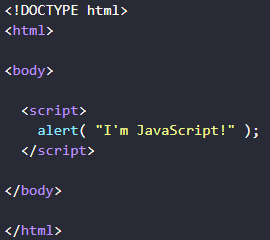 <!DOCTYPE html>
<html>
<body>
<script>
alert( "I'm JavaScript!" );
</script>
</body>
</html>